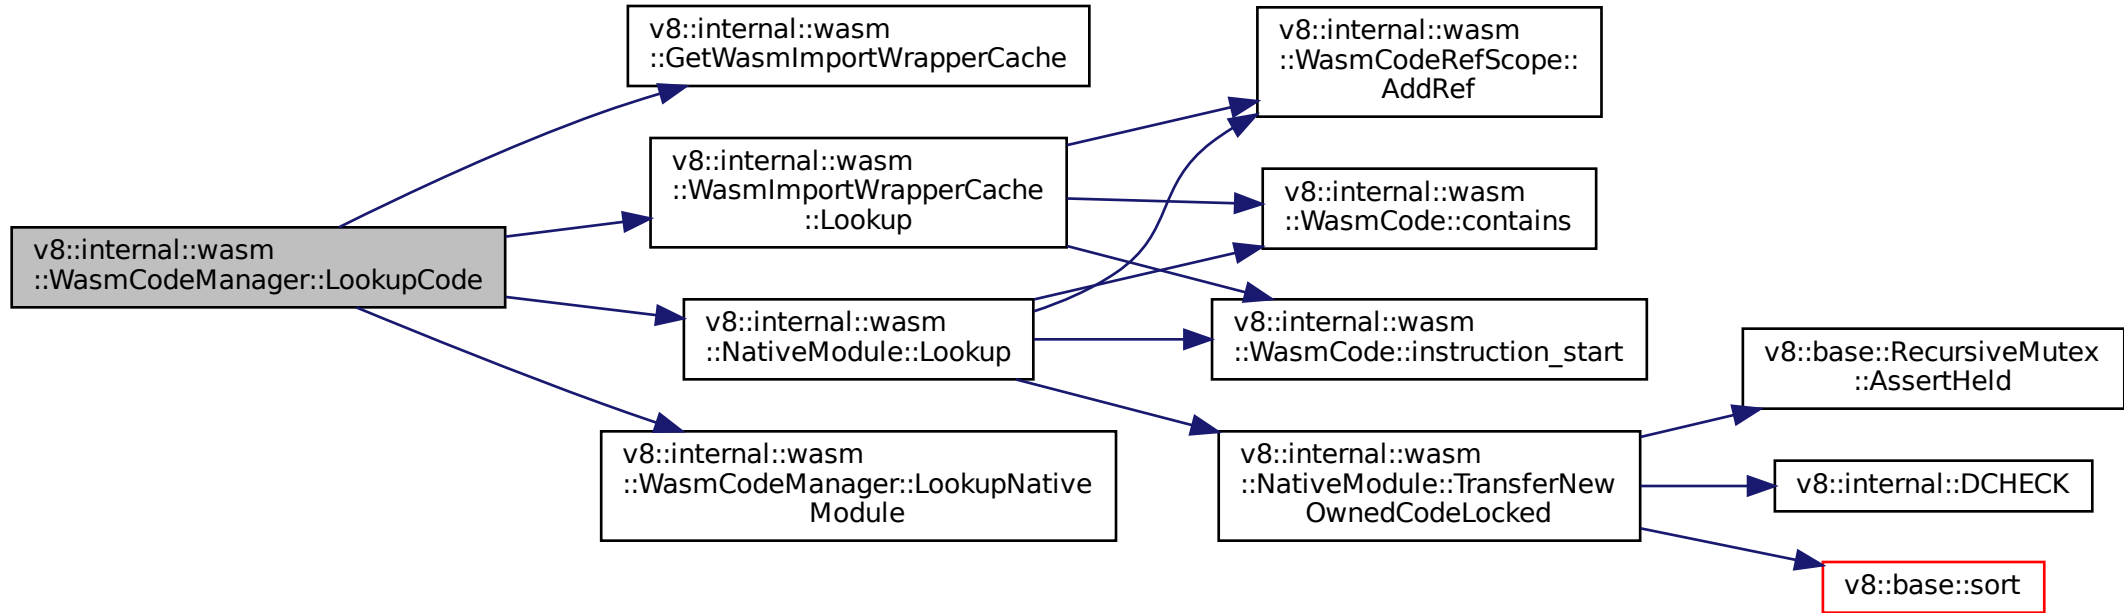 v8::internal::wasm
::WasmCodeManager::LookupCode
v8::internal::wasm
::GetWasmImportWrapperCache
v8::internal::wasm
::WasmImportWrapperCache
::Lookup
v8::internal::wasm
::NativeModule::Lookup
v8::internal::wasm
::WasmCodeManager::LookupNative
Module
v8::internal::wasm
::WasmCodeRefScope::
AddRef
v8::internal::wasm
::WasmCode::contains
v8::internal::wasm
::WasmCode::instruction_start
v8::internal::wasm
::NativeModule::TransferNew
OwnedCodeLocked
v8::base::RecursiveMutex
::AssertHeld
v8::internal::DCHECK
v8::base::sort